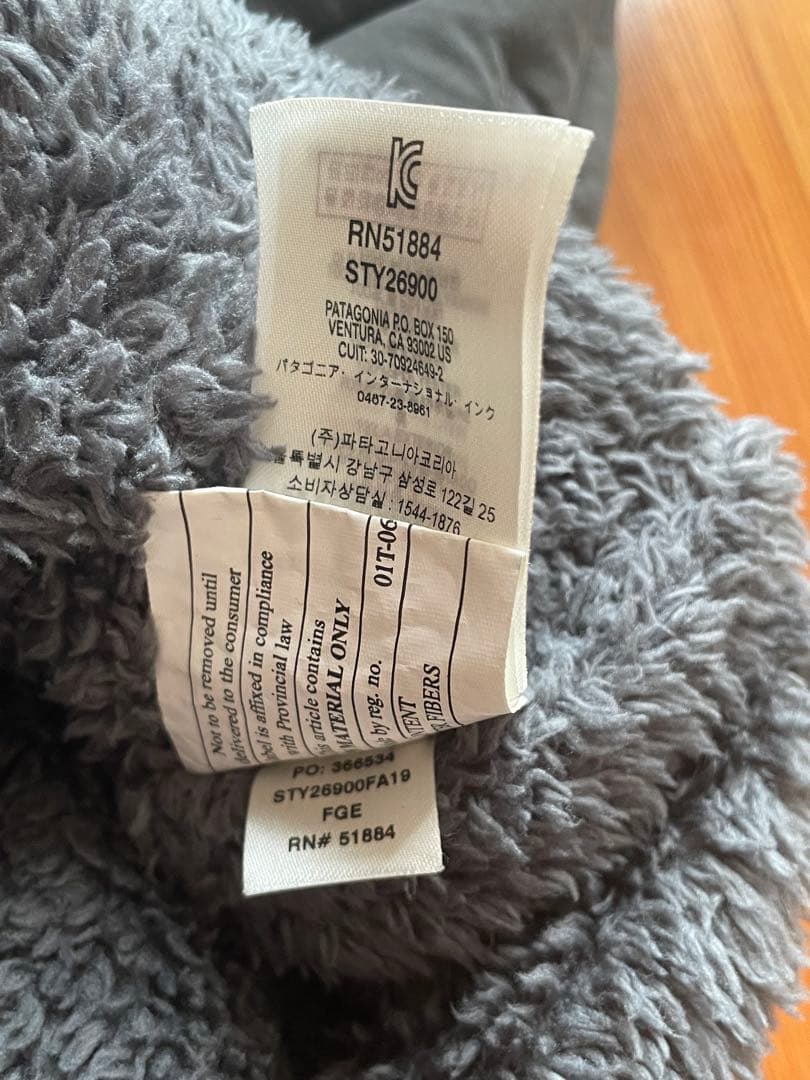 RN51884
STY26900
PATAGONIA P.O. BOX 150
VENTURA, CA 93002 US
CUIT: 30-70924649-2
パタゴニア・インターナショナル・インク
0467-23-8961
(주)파타고니아코리아
특별시 강남구 삼성로 122길 25
소비자상담실 : 1544-1876
Not to be removed until
delivered to the consumer
is affixed in compliance
with Provincial law
article contains
MATERIAL ONLY
by reg. no. 01T-06
FIBERS
PO: 366534
STY26900FA19
FGE
RN# 51884